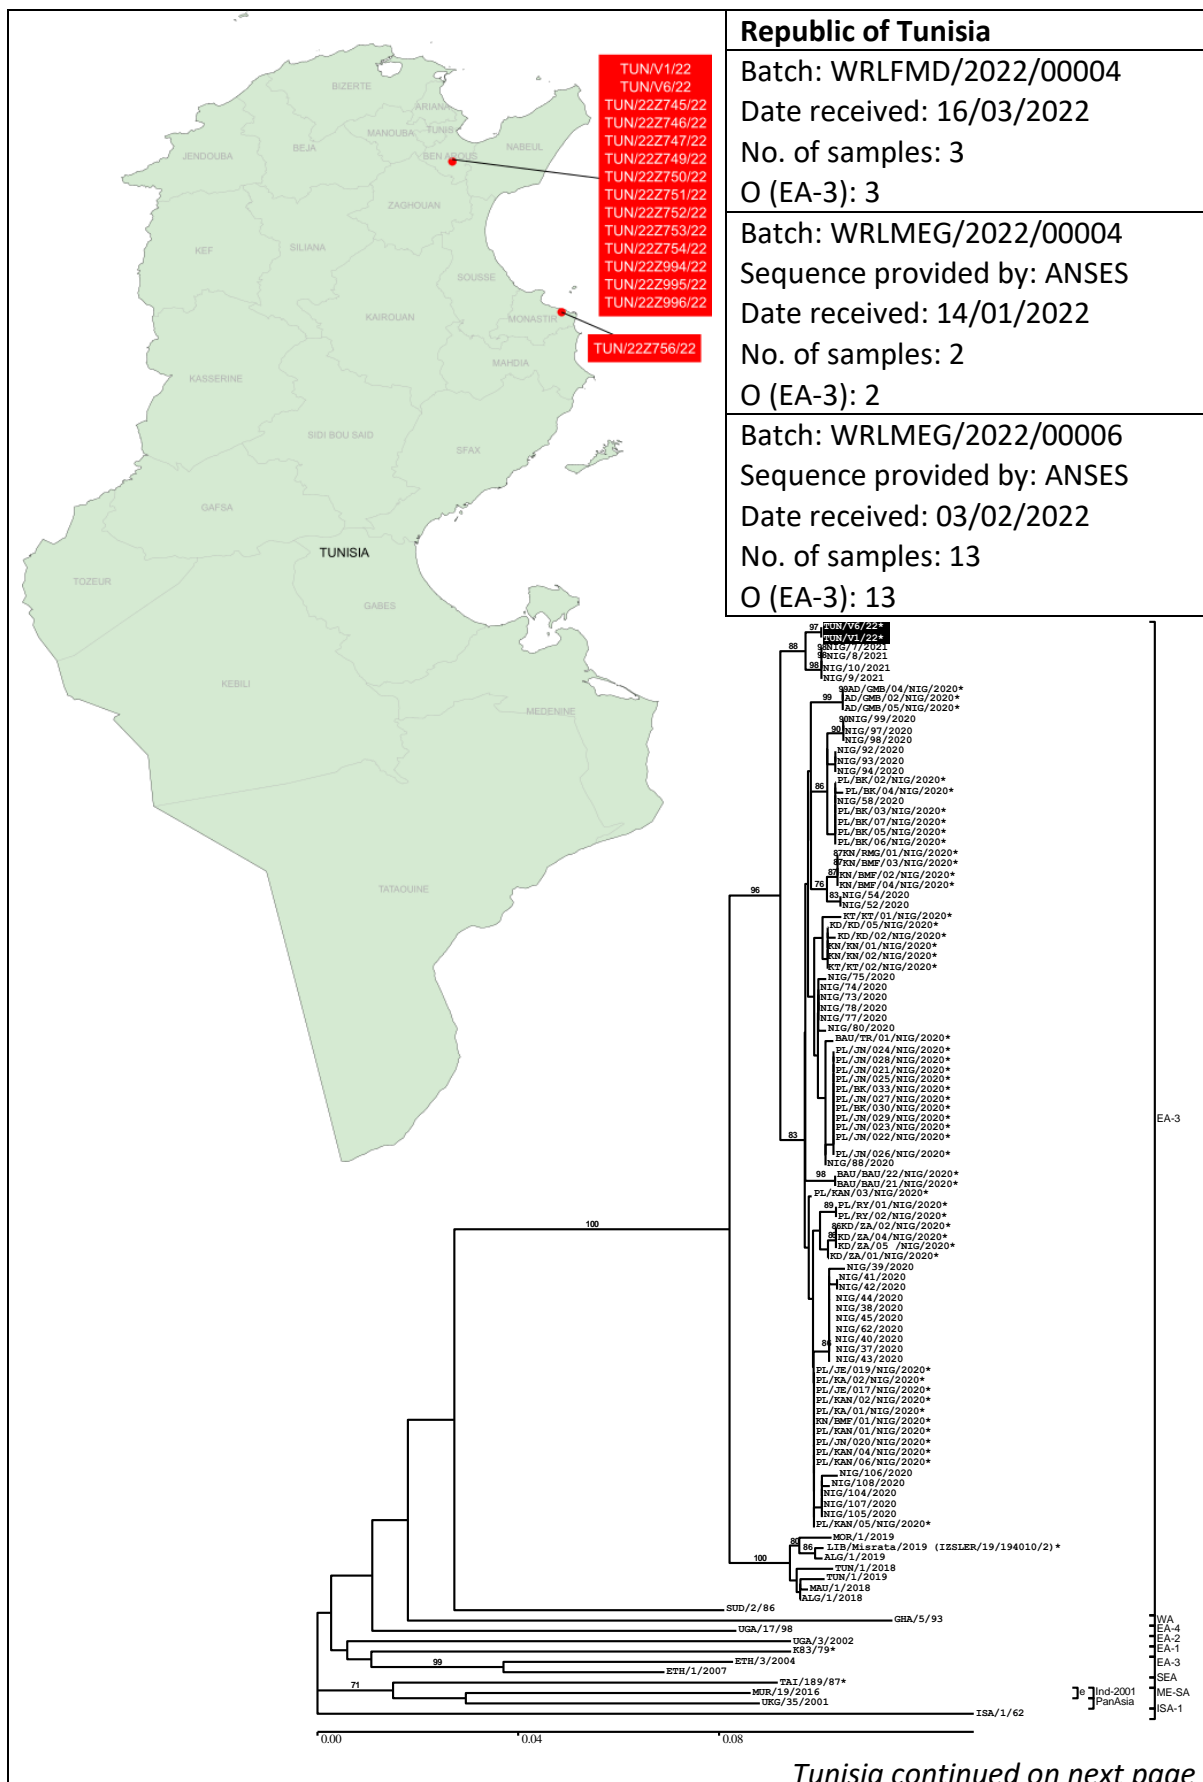 Republic of Tunisia
Batch: WRLFMD/2022/00004
Date received: 16/03/2022
No. of samples: 3
O (EA-3): 3
Batch: WRLMEG/2022/00004
Sequence provided by: ANSES
Date received: 14/01/2022
No. of samples: 2
O (EA-3): 2
Batch: WRLMEG/2022/00006
Sequence provided by: ANSES
Date received: 03/02/2022
No. of samples: 13
O (EA-3): 13
TUN/V1/22
TUN/V6/22
TUN/22Z745/22
TUN/22Z746/22
TUN/22Z747/22
TUN/22Z749/22
TUN/22Z750/22
TUN/22Z751/22
TUN/22Z752/22
TUN/22Z753/22
TUN/22Z754/22
TUN/22Z994/22
TUN/22Z995/22
TUN/22Z996/22
TUN/22Z756/22
BIZERTE
ARIANA
MANOUBA
TUNIS
JENDOUBA
BEJA
BEN AROUS
NABEUL
ZAGHOUAN
KEF
SILIANA
SOUSSE
KAIROUAN
MONASTIR
MAHDIA
KASSERINE
SIDI BOU SAID
SFAX
GAFSA
TUNISIA
TOZEUR
GABES
KEBILI
MEDENINE
TATAOUINE
97
TUN/V6/22*
TUN/V1/22*
88
NIG/7/2021
98
NIG/8/2021
98
NIG/10/2021
NIG/9/2021
99
AD/GMB/04/NIG/2020*
99
AD/GMB/02/NIG/2020*
AD/GMB/05/NIG/2020*
90
NIG/99/2020
90
NIG/97/2020
NIG/98/2020
NIG/92/2020
NIG/93/2020
NIG/94/2020
PL/BK/02/NIG/2020*
86
PL/BK/04/NIG/2020*
NIG/58/2020
PL/BK/03/NIG/2020*
PL/BK/07/NIG/2020*
PL/BK/05/NIG/2020*
PL/BK/06/NIG/2020*
87
KN/RMG/01/NIG/2020*
87
KN/BMF/03/NIG/2020*
87
KN/BMF/02/NIG/2020*
76
KN/BMF/04/NIG/2020*
96
83
NIG/54/2020
NIG/52/2020
KT/KT/01/NIG/2020*
KD/KD/05/NIG/2020*
KD/KD/02/NIG/2020*
KN/KN/01/NIG/2020*
KN/KN/02/NIG/2020*
KT/KT/02/NIG/2020*
NIG/75/2020
NIG/74/2020
NIG/73/2020
NIG/78/2020
NIG/77/2020
NIG/80/2020
BAU/TR/01/NIG/2020*
PL/JN/024/NIG/2020*
PL/JN/028/NIG/2020*
PL/JN/021/NIG/2020*
PL/JN/025/NIG/2020*
PL/BK/033/NIG/2020*
PL/JN/027/NIG/2020*
PL/BK/030/NIG/2020*
PL/JN/029/NIG/2020*
PL/JN/023/NIG/2020*
PL/JN/022/NIG/2020*
EA-3
83
PL/JN/026/NIG/2020*
NIG/88/2020
98
BAU/BAU/22/NIG/2020*
BAU/BAU/21/NIG/2020*
PL/KAN/03/NIG/2020*
89
PL/RY/01/NIG/2020*
PL/RY/02/NIG/2020*
100
86
KD/ZA/02/NIG/2020*
86
KD/ZA/04/NIG/2020*
KD/ZA/05 /NIG/2020*
KD/ZA/01/NIG/2020*
NIG/39/2020
NIG/41/2020
NIG/42/2020
NIG/44/2020
NIG/38/2020
NIG/45/2020
NIG/62/2020
86
NIG/40/2020
NIG/37/2020
NIG/43/2020
PL/JE/019/NIG/2020*
PL/KA/02/NIG/2020*
PL/JE/017/NIG/2020*
PL/KAN/02/NIG/2020*
PL/KA/01/NIG/2020*
KN/BMF/01/NIG/2020*
PL/KAN/01/NIG/2020*
PL/JN/020/NIG/2020*
PL/KAN/04/NIG/2020*
PL/KAN/06/NIG/2020*
NIG/106/2020
NIG/108/2020
NIG/104/2020
NIG/107/2020
NIG/105/2020
PL/KAN/05/NIG/2020*
80
MOR/1/2019
86
LIB/Misrata/2019 (IZSLER/19/194010/2)*
100
ALG/1/2019
TUN/1/2018
TUN/1/2019
MAU/1/2018
ALG/1/2018
SUD/2/86
GHA/5/93
WA
UGA/17/98
EA-4
UGA/3/2002
EA-2
K83/79*
EA-1
99
ETH/3/2004
EA-3
ETH/1/2007
TAI/189/87*
SEA
71
MUR/19/2016
e
Ind-2001
ME-SA
UKG/35/2001
PanAsia
ISA/1/62
ISA-1
0.00
0.04
0.08
Tunisia continued on next page